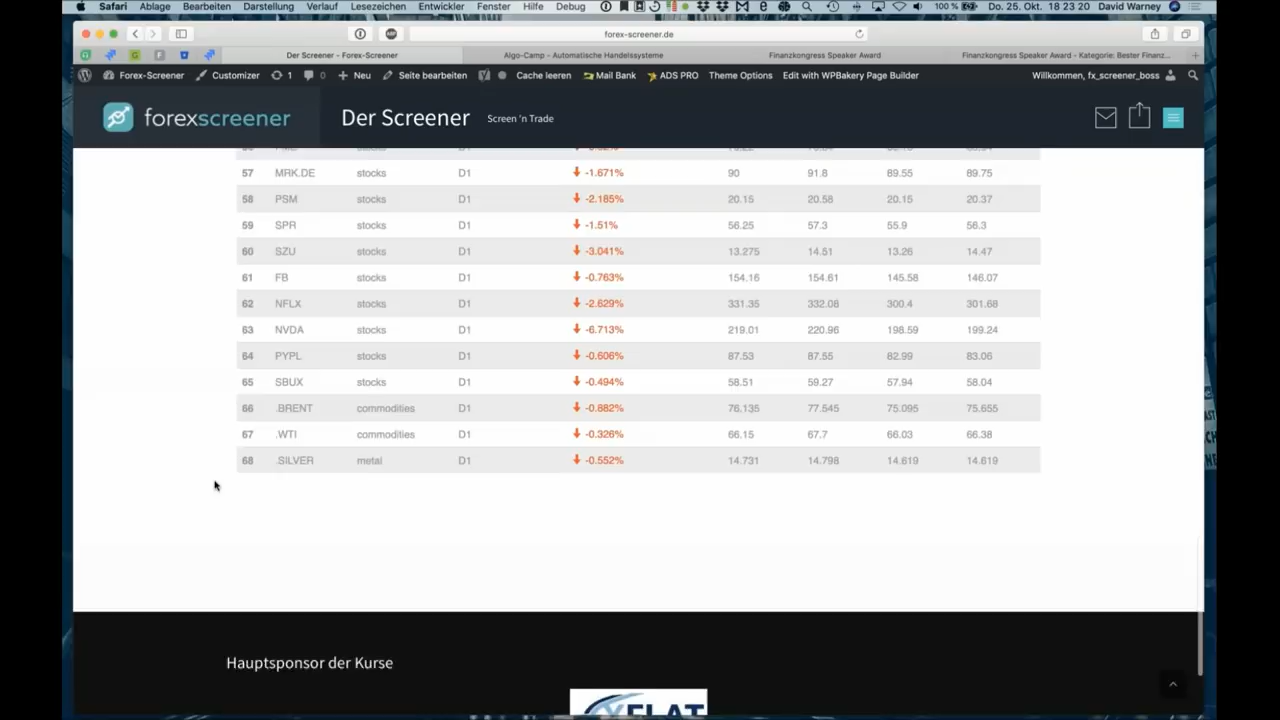 Safari Ablage Bearbeiten Darstellung Verlauf Lesezeichen Entwickler Fenster Hilfe Debug 100 % Do. 25. Okt. 18 23 20 David Warney
forex-screener.de
Der Screener - Forex-Screener Algo-Camp - Automatische Handelssysteme Finanzkongress Speaker Award Finanzkongress Speaker Award - Kategorie: Bester Finanz...
Forex-Screener Customizer 1 0 Neu Seite bearbeiten Cache leeren Mail Bank ADS PRO Theme Options Edit with WPBakery Page Builder Willkommen, fx_screener_boss
forexscreener Der Screener Screen 'n Trade
57 MRK.DE stocks D1 -1.671% 90 91.8 89.55 89.75
58 PSM stocks D1 -2.185% 20.15 20.58 20.15 20.37
59 SPR stocks D1 -1.51% 56.25 57.3 55.9 56.3
60 SZU stocks D1 -3.041% 13.275 14.51 13.26 14.47
61 FB stocks D1 -0.763% 154.16 154.61 145.58 146.07
62 NFLX stocks D1 -2.629% 331.35 332.08 300.4 301.68
63 NVDA stocks D1 -6.713% 219.01 220.96 198.59 199.24
64 PYPL stocks D1 -0.606% 87.53 87.55 82.99 83.06
65 SBUX stocks D1 -0.494% 58.51 59.27 57.94 58.04
66 .BRENT commodities D1 -0.882% 76.135 77.545 75.095 75.655
67 .WTI commodities D1 -0.326% 66.15 67.7 66.03 66.38
68 .SILVER metal D1 -0.552% 14.731 14.798 14.619 14.619
Hauptsponsor der Kurse